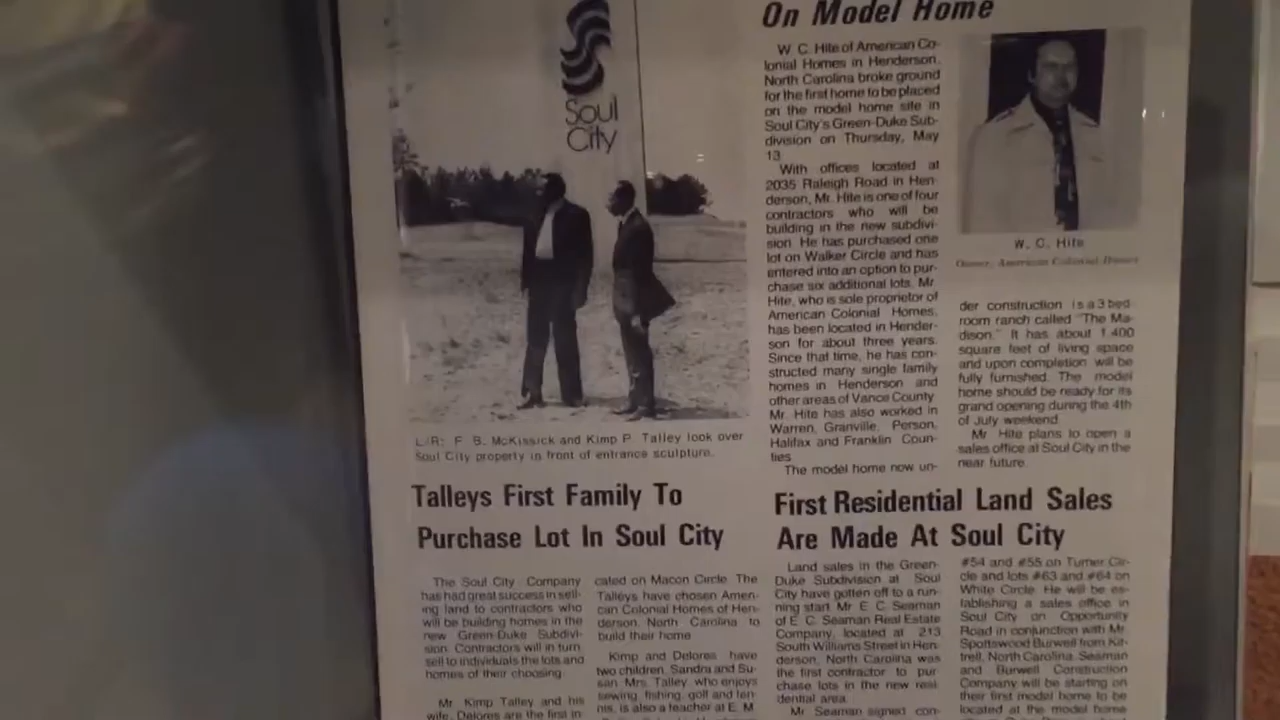 Soul
City
L-R: F. B. McKissick and Kimp P. Talley look over
Soul City property in front of entrance sculpture.
Talleys First Family To
Purchase Lot In Soul City
The Soul City Company
has had great success in sell-
ing land to contractors who
will be building homes in the
new Green-Duke Subdivi-
sion. Contractors will in turn
sell to individuals the lots and
homes of their choosing.
Mr. Kimp Talley and his
wife, Delores are the first in-
cated on Macon Circle. The
Talleys have chosen Ameri-
can Colonial Homes of Hen-
derson, North Carolina to
build their home.
Kimp and Delores have
two children, Sandra and Su-
san. Mrs. Talley, who enjoys
sewing, fishing, golf and ten-
nis, is also a teacher at E. M.
On Model Home
W. C. Hite of American Co-
lonial Homes in Henderson,
North Carolina broke ground
for the first home to be placed
on the model home site in
Soul City's Green-Duke Sub-
division on Thursday, May
13.
With offices located at
2035 Raleigh Road in Hen-
derson, Mr. Hite is one of four
contractors who will be
building in the new subdivi-
sion. He has purchased one
lot on Walker Circle and has
entered into an option to pur-
chase six additional lots. Mr.
Hite, who is sole proprietor of
American Colonial Homes,
has been located in Hender-
son for about three years.
Since that time, he has con-
structed many single family
homes in Henderson and
other areas of Vance County.
Mr. Hite has also worked in
Warren, Granville, Person,
Halifax and Franklin Coun-
ties.
The model home now un-
W. C. Hite
Owner, American Colonial Homes
der construction is a 3 bed-
room ranch called "The Ma-
dison." It has about 1,400
square feet of living space
and upon completion will be
fully furnished. The model
home should be ready for its
grand opening during the 4th
of July weekend.
Mr. Hite plans to open a
sales office at Soul City in the
near future.
First Residential Land Sales
Are Made At Soul City
Land sales in the Green-
Duke Subdivision at Soul
City have gotten off to a run-
ning start. Mr. E. C. Seaman
of E. C. Seaman Real Estate
Company, located at 213
South Williams Street in Hen-
derson, North Carolina was
the first contractor to pur-
chase lots in the new resi-
dential area.
Mr. Seaman signed con-
#54 and #55 on Turner Cir-
cle and lots #63 and #64 on
White Circle. He will be es-
tablishing a sales office in
Soul City on Opportunity
Road in conjunction with Mr.
Spottswood Burwell from Kit-
trell, North Carolina. Seaman
and Burwell Construction
Company will be starting on
their first model home to be
located at the model home